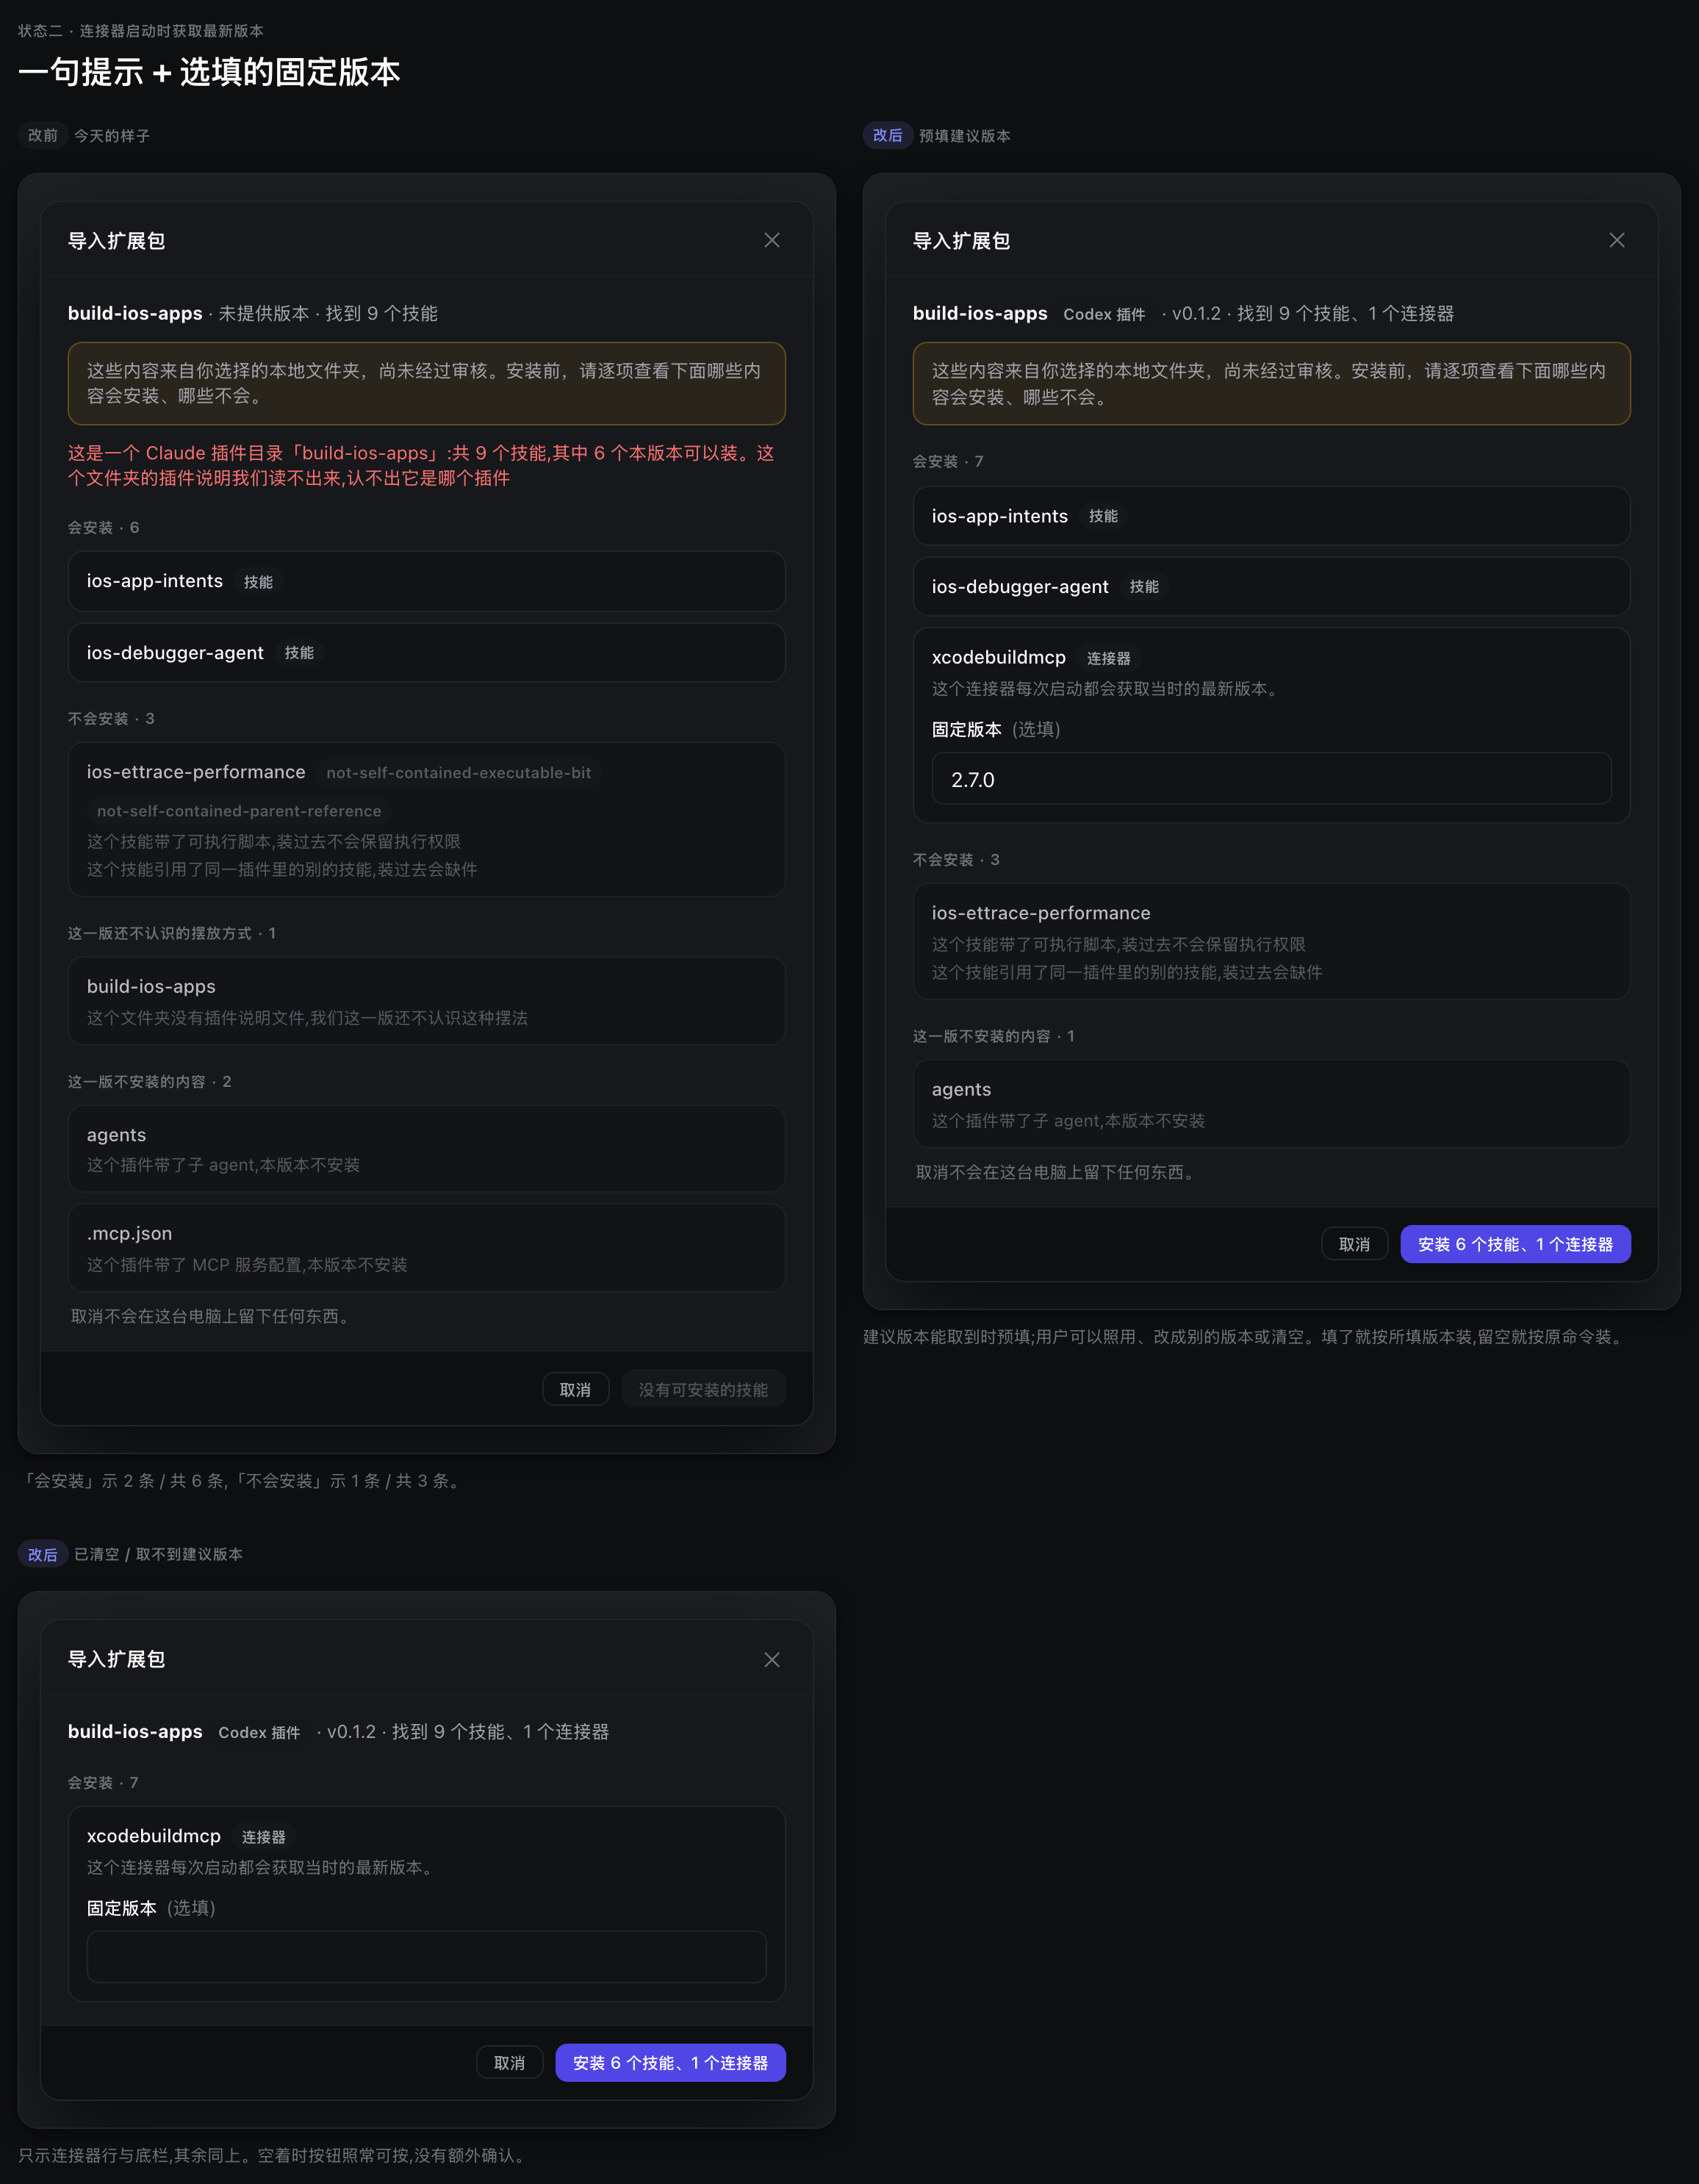 状态二 · 连接器启动时获取最新版本
一句提示 + 选填的固定版本
改前 今天的样子
导入扩展包
build-ios-apps · 未提供版本 · 找到 9 个技能
这些内容来自你选择的本地文件夹，尚未经过审核。安装前，请逐项查看下面哪些内
容会安装、哪些不会。
这是一个 Claude 插件目录「build-ios-apps」:共 9 个技能,其中 6 个本版本可以装。这
个文件夹的插件说明我们读不出来,认不出它是哪个插件
会安装 · 6
ios-app-intents 技能
ios-debugger-agent 技能
不会安装 · 3
ios-ettrace-performance not-self-contained-executable-bit
not-self-contained-parent-reference
这个技能带了可执行脚本,装过去不会保留执行权限
这个技能引用了同一插件里的别的技能,装过去会缺件
这一版还不认识的摆放方式 · 1
build-ios-apps
这个文件夹没有插件说明文件,我们这一版还不认识这种摆法
这一版不安装的内容 · 2
agents
这个插件带了子 agent,本版本不安装
.mcp.json
这个插件带了 MCP 服务配置,本版本不安装
取消不会在这台电脑上留下任何东西。
取消 没有可安装的技能
「会安装」示 2 条 / 共 6 条,「不会安装」示 1 条 / 共 3 条。
改后 预填建议版本
导入扩展包
build-ios-apps Codex 插件 · v0.1.2 · 找到 9 个技能、1 个连接器
这些内容来自你选择的本地文件夹，尚未经过审核。安装前，请逐项查看下面哪些内
容会安装、哪些不会。
会安装 · 7
ios-app-intents 技能
ios-debugger-agent 技能
xcodebuildmcp 连接器
这个连接器每次启动都会获取当时的最新版本。
固定版本 (选填)
2.7.0
不会安装 · 3
ios-ettrace-performance
这个技能带了可执行脚本,装过去不会保留执行权限
这个技能引用了同一插件里的别的技能,装过去会缺件
这一版不安装的内容 · 1
agents
这个插件带了子 agent,本版本不安装
取消不会在这台电脑上留下任何东西。
取消 安装 6 个技能、1 个连接器
建议版本能取到时预填;用户可以照用、改成别的版本或清空。填了就按所填版本装,留空就按原命令装。
改后 已清空 / 取不到建议版本
导入扩展包
build-ios-apps Codex 插件 · v0.1.2 · 找到 9 个技能、1 个连接器
会安装 · 7
xcodebuildmcp 连接器
这个连接器每次启动都会获取当时的最新版本。
固定版本 (选填)
取消 安装 6 个技能、1 个连接器
只示连接器行与底栏,其余同上。空着时按钮照常可按,没有额外确认。